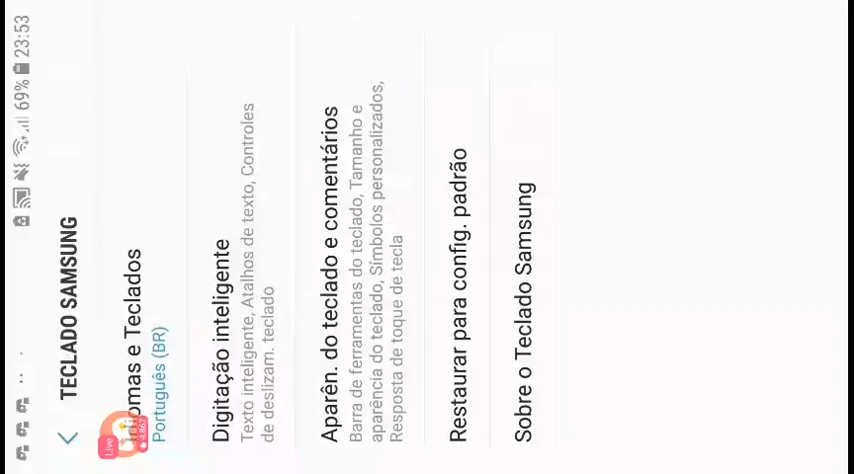 69% 23:53
TECLADO SAMSUNG
Idiomas e Teclados
Português (BR)
Digitação inteligente
Texto inteligente, Atalhos de texto, Controles
de deslizam. teclado
Aparên. do teclado e comentários
Barra de ferramentas do teclado, Tamanho e
aparência do teclado, Símbolos personalizados,
Resposta de toque de tecla
Restaurar para config. padrão
Sobre o Teclado Samsung
Live